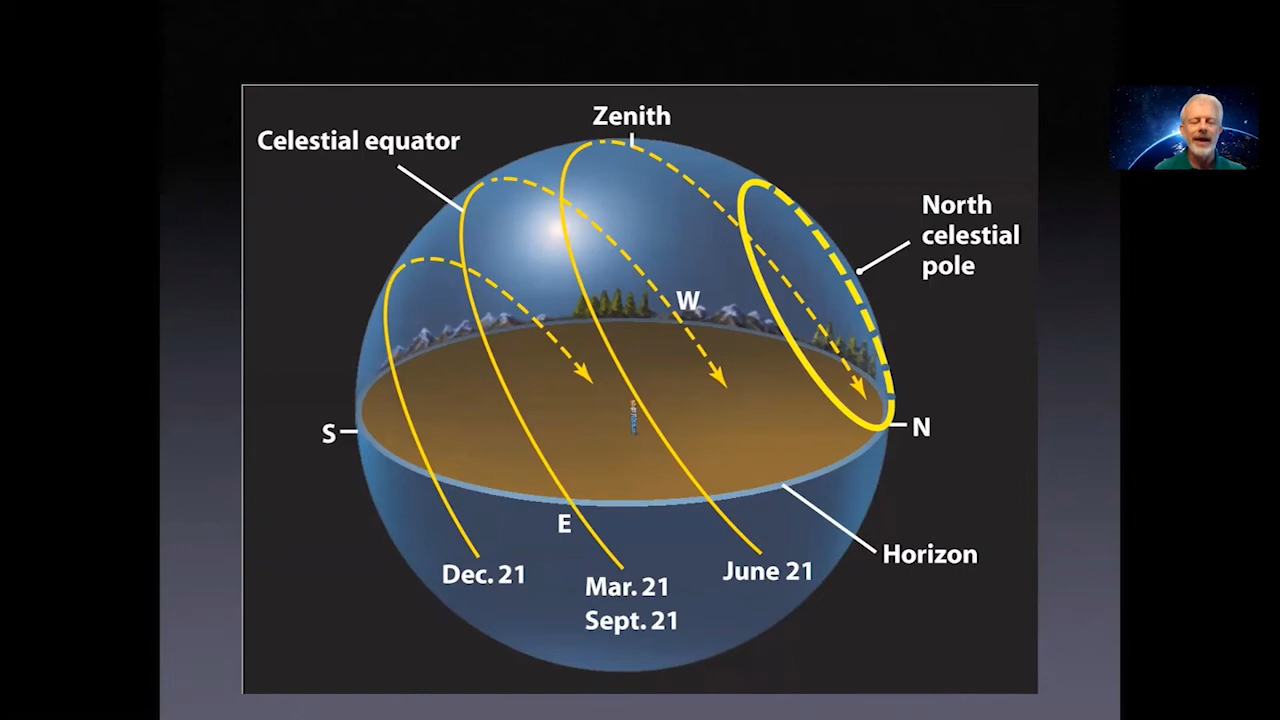 Zenith
Celestial equator
North
celestial
pole
W
S
N
E
Horizon
Dec. 21
Mar. 21
Sept. 21
June 21